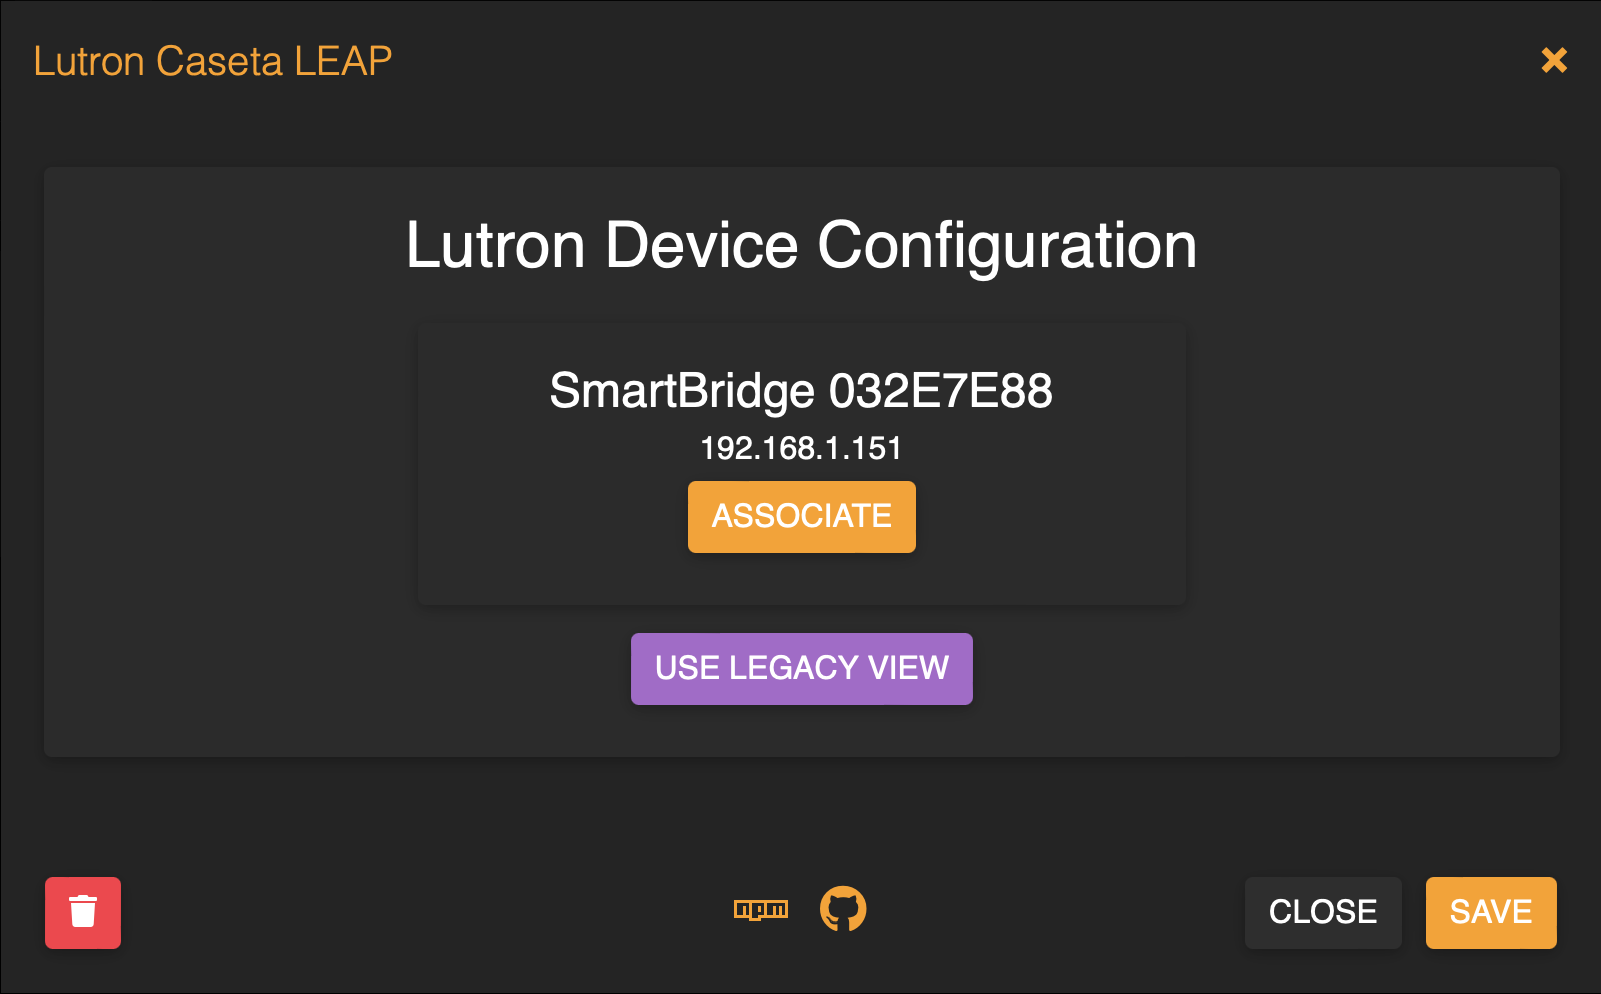 Lutron Caseta LEAP
Lutron Device Configuration
SmartBridge 032E7E88
192.168.1.151
ASSOCIATE
USE LEGACY VIEW
npm
CLOSE
SAVE